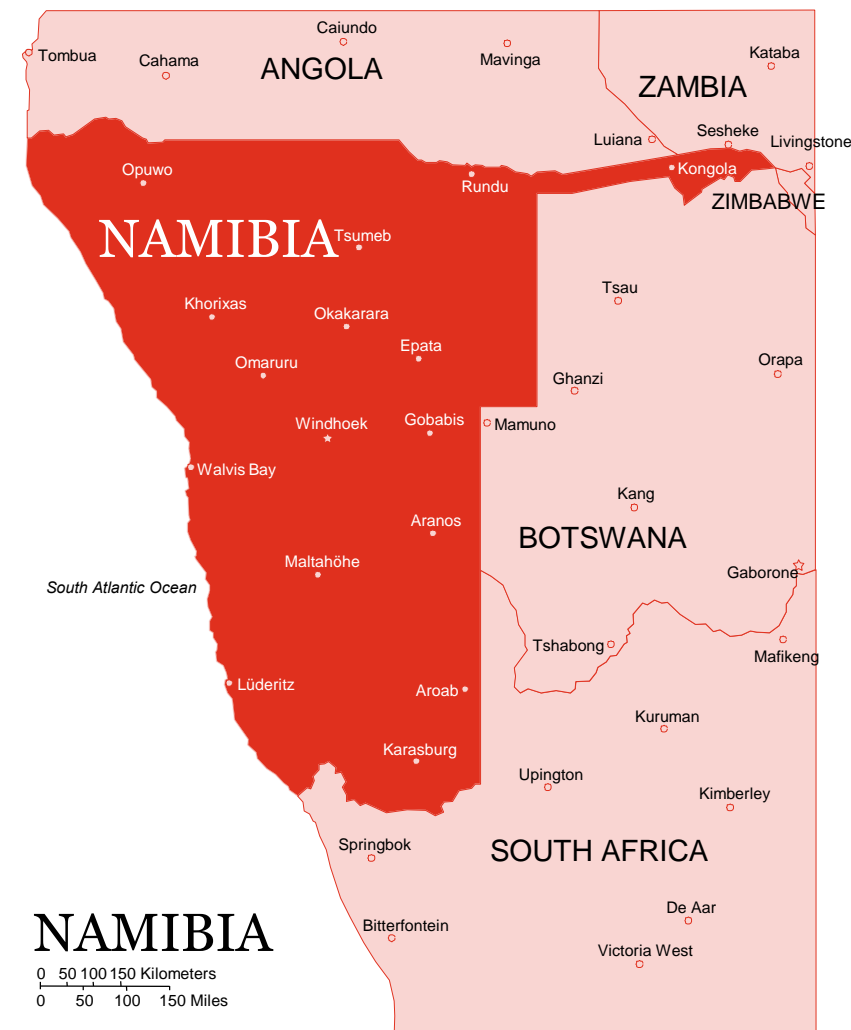 Caiundo
Tombua
Cahama
ANGOLA
Mavinga
Kataba
ZAMBIA
Luiana
Sesheke
Livingstone
Opuwo
Rundu
Kongola
ZIMBABWE
NAMIBIA
Tsumeb
Tsau
Khorixas
Okakarara
Epata
Omaruru
Orapa
Ghanzi
Windhoek
Gobabis
Mamuno
Walvis Bay
Kang
Aranos
BOTSWANA
Maltahöhe
Gaborone
South Atlantic Ocean
Tshabong
Mafikeng
Lüderitz
Aroab
Kuruman
Karasburg
Upington
Kimberley
Springbok
SOUTH AFRICA
De Aar
Bitterfontein
Victoria West
NAMIBIA
0 50 100 150 Kilometers
0 50 100 150 Miles